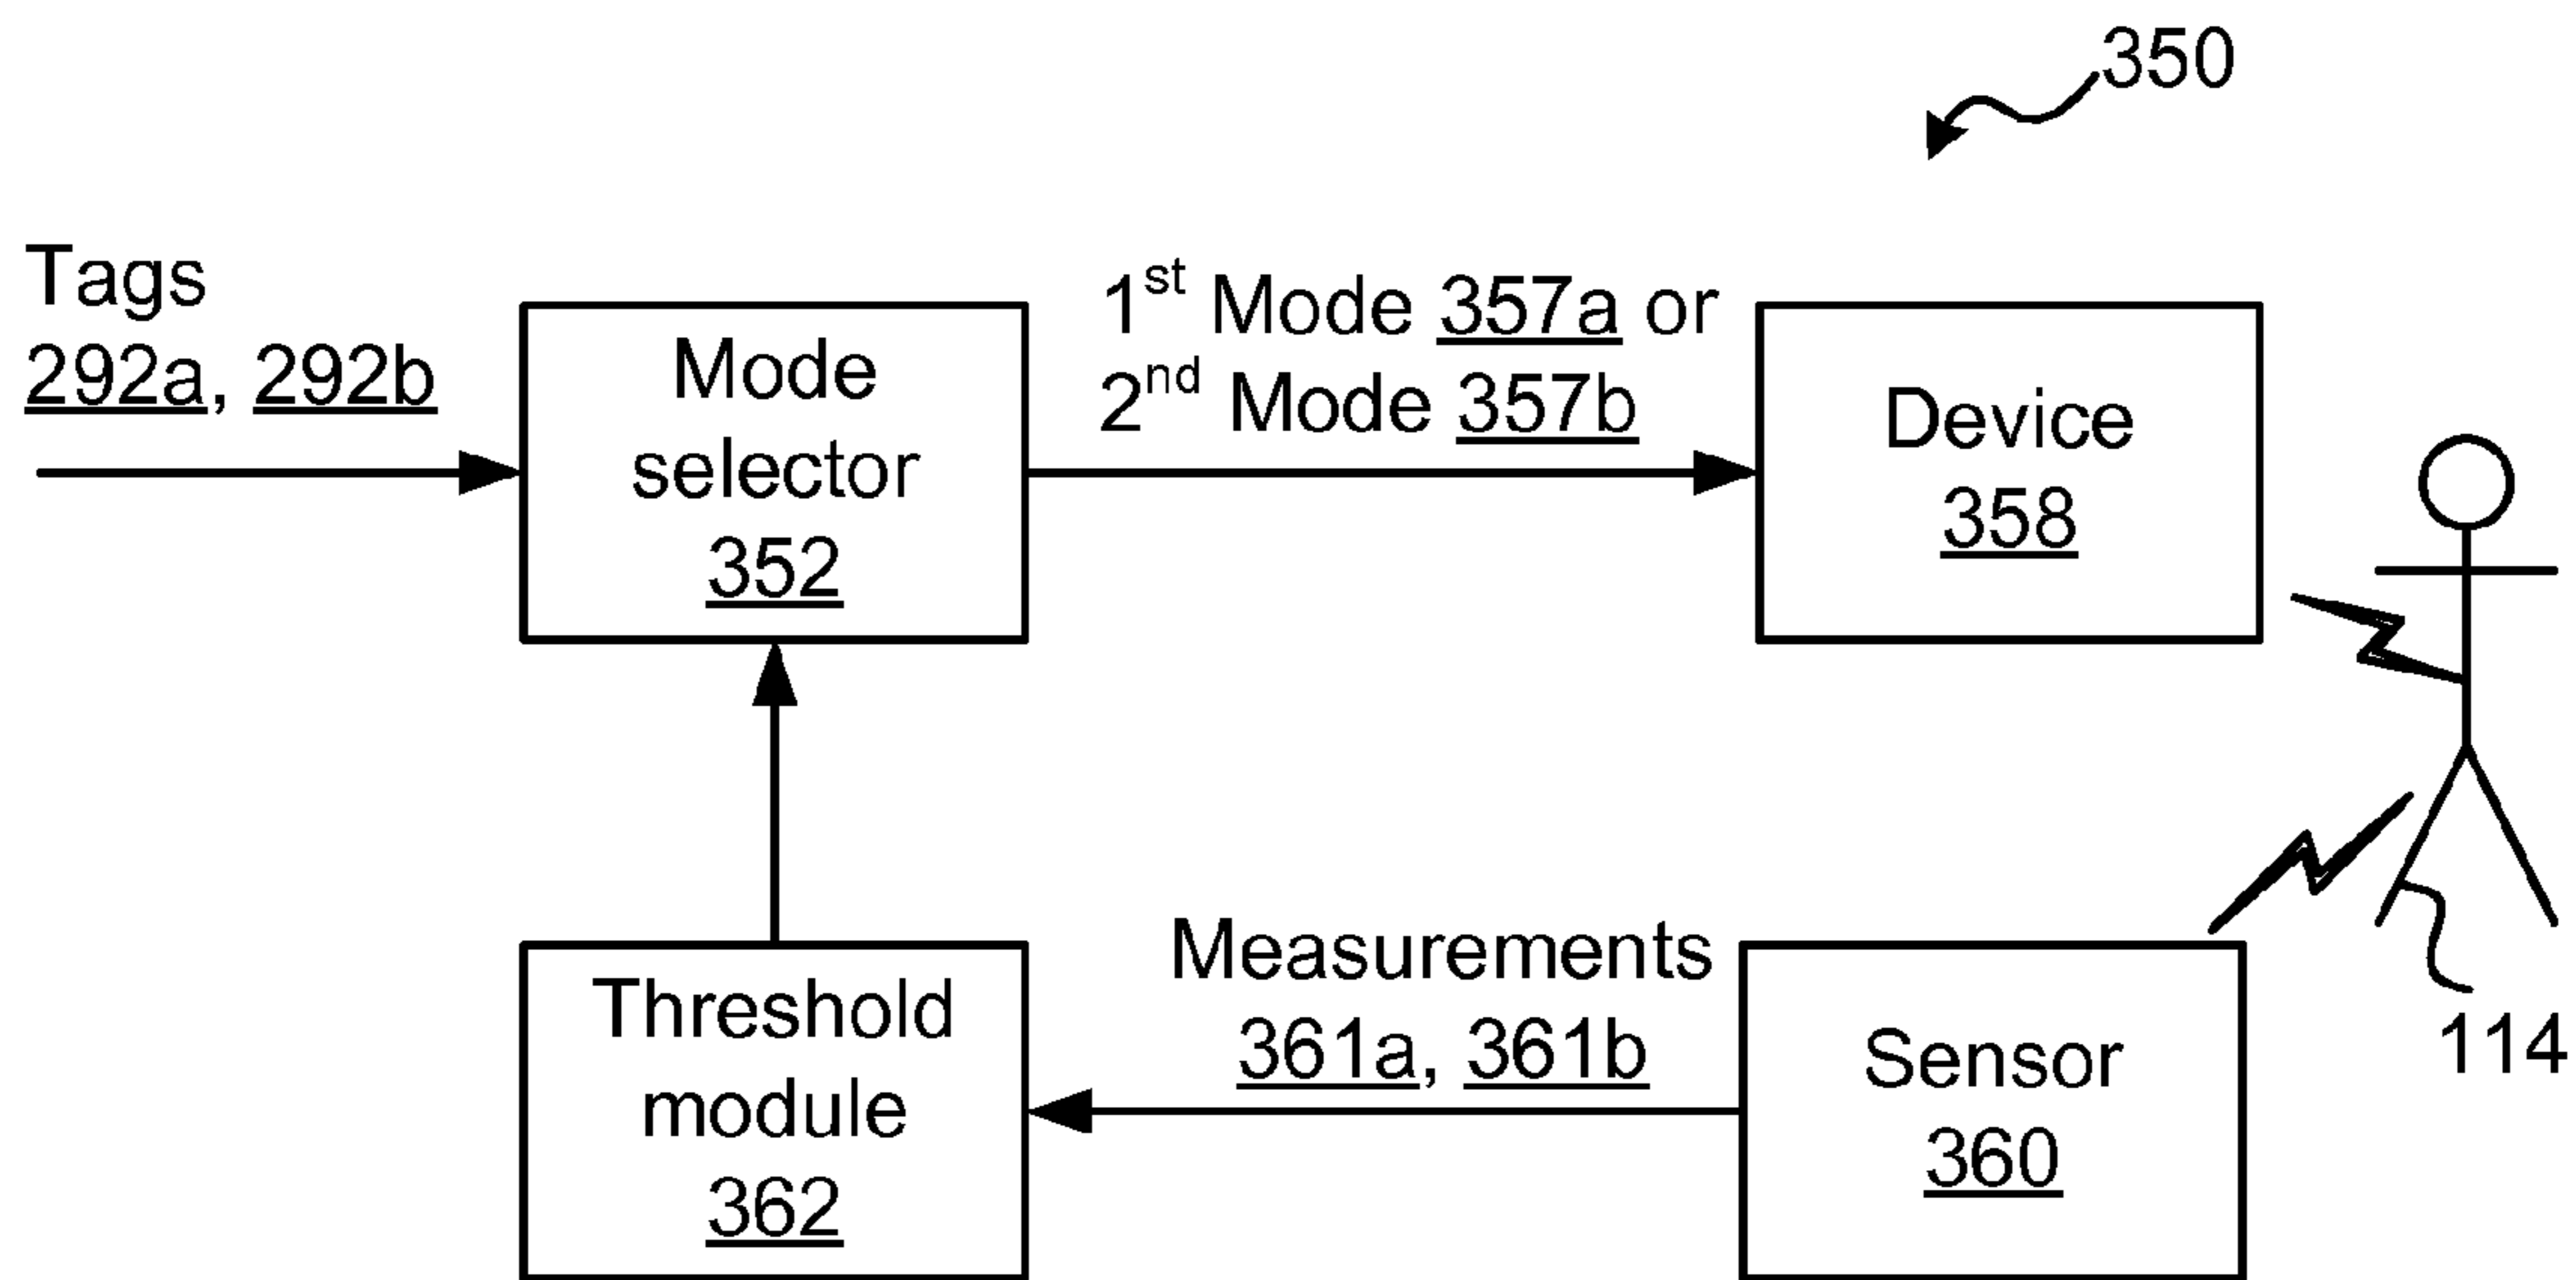 350
Tags
292a, 292b
Mode
selector
352
1st Mode 357a or
2nd Mode 357b
Device
358
Threshold
module
362
Measurements
361a, 361b
Sensor
360
114